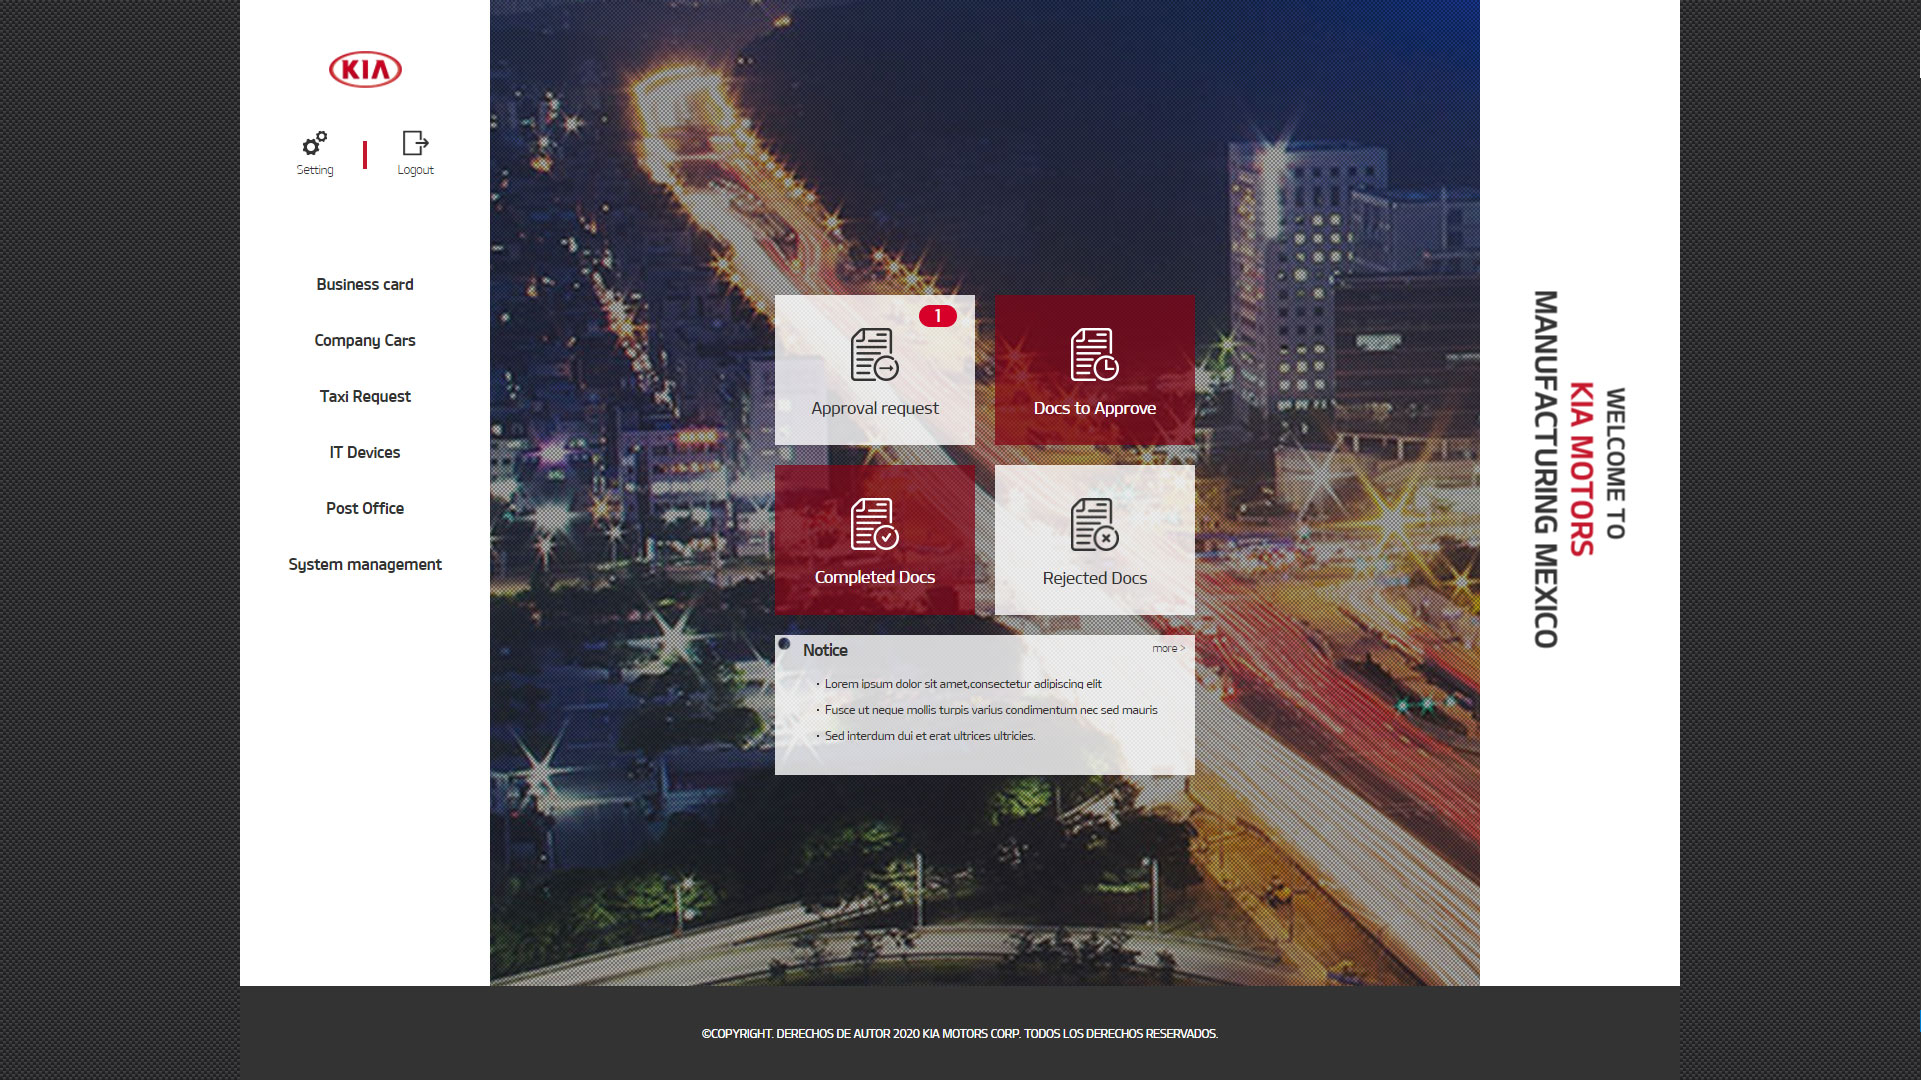 KIA
Setting
Logout
Business card
Company Cars
Taxi Request
IT Devices
Post Office
System management
1
Approval request
Docs to Approve
Completed Docs
Rejected Docs
Notice
more >
· Lorem ipsum dolor sit amet,consectetur adipiscing elit
· Fusce ut neque mollis turpis varius condimentum nec sed mauris
· Sed interdum dui et erat ultrices ultricies.
WELCOME TO
KIA MOTORS
MANUFACTURING MEXICO
©COPYRIGHT. DERECHOS DE AUTOR 2020 KIA MOTORS CORP. TODOS LOS DERECHOS RESERVADOS.